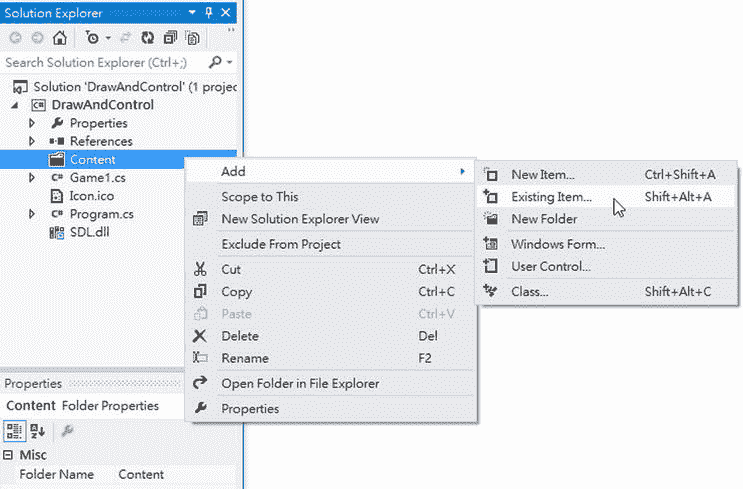 Solution Explorer
Search Solution Explorer (Ctrl+;)
Solution 'DrawAndControl' (1 projec
DrawAndControl
Properties
References
Content
Game1.cs
Icon.ico
Program.cs
SDL.dll
Add
Scope to This
New Solution Explorer View
Exclude From Project
Cut Ctrl+X
Copy Ctrl+C
Paste Ctrl+V
Delete Del
Rename F2
Open Folder in File Explorer
Properties
New Item... Ctrl+Shift+A
Existing Item... Shift+Alt+A
New Folder
Windows Form...
User Control...
Class... Shift+Alt+C
Properties
Content Folder Properties
Misc
Folder Name Content